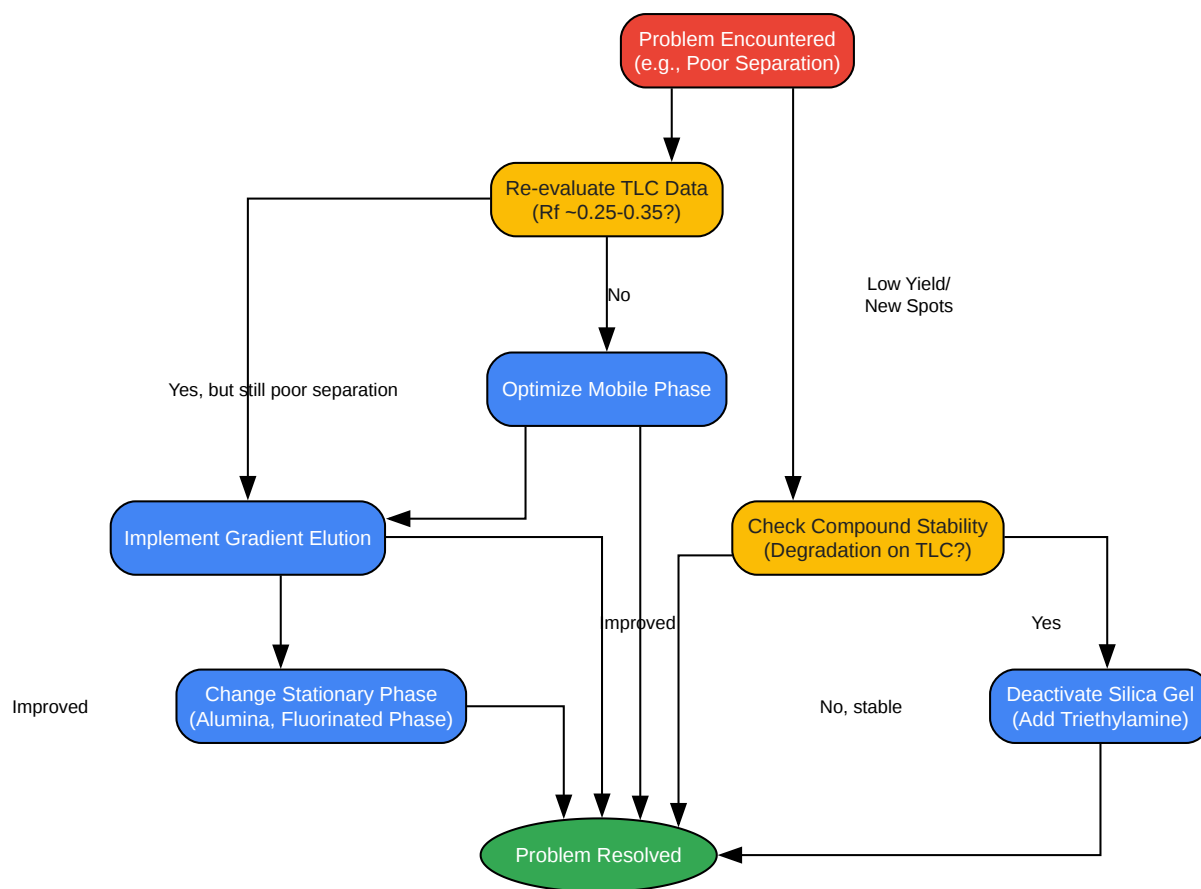 Problem Encountered
(e.g., Poor Separation)
Re-evaluate TLC Data
(Rf ~0.25-0.35?)
Low Yield/
New Spots
No
Yes, but still poor separation
Optimize Mobile Phase
Implement Gradient Elution
Check Compound Stability
(Degradation on TLC?)
Improved
Yes
Improved
Change Stationary Phase
(Alumina, Fluorinated Phase)
No, stable
Deactivate Silica Gel
(Add Triethylamine)
Problem Resolved